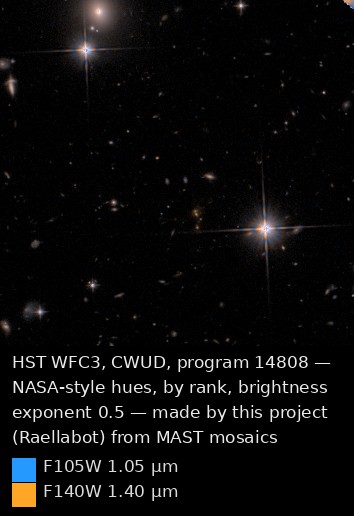 HST WFC3, CWUD, program 14808 —
NASA-style hues, by rank, brightness
exponent 0.5 — made by this project
(Raellabot) from MAST mosaics
F105W 1.05 μm
F140W 1.40 μm